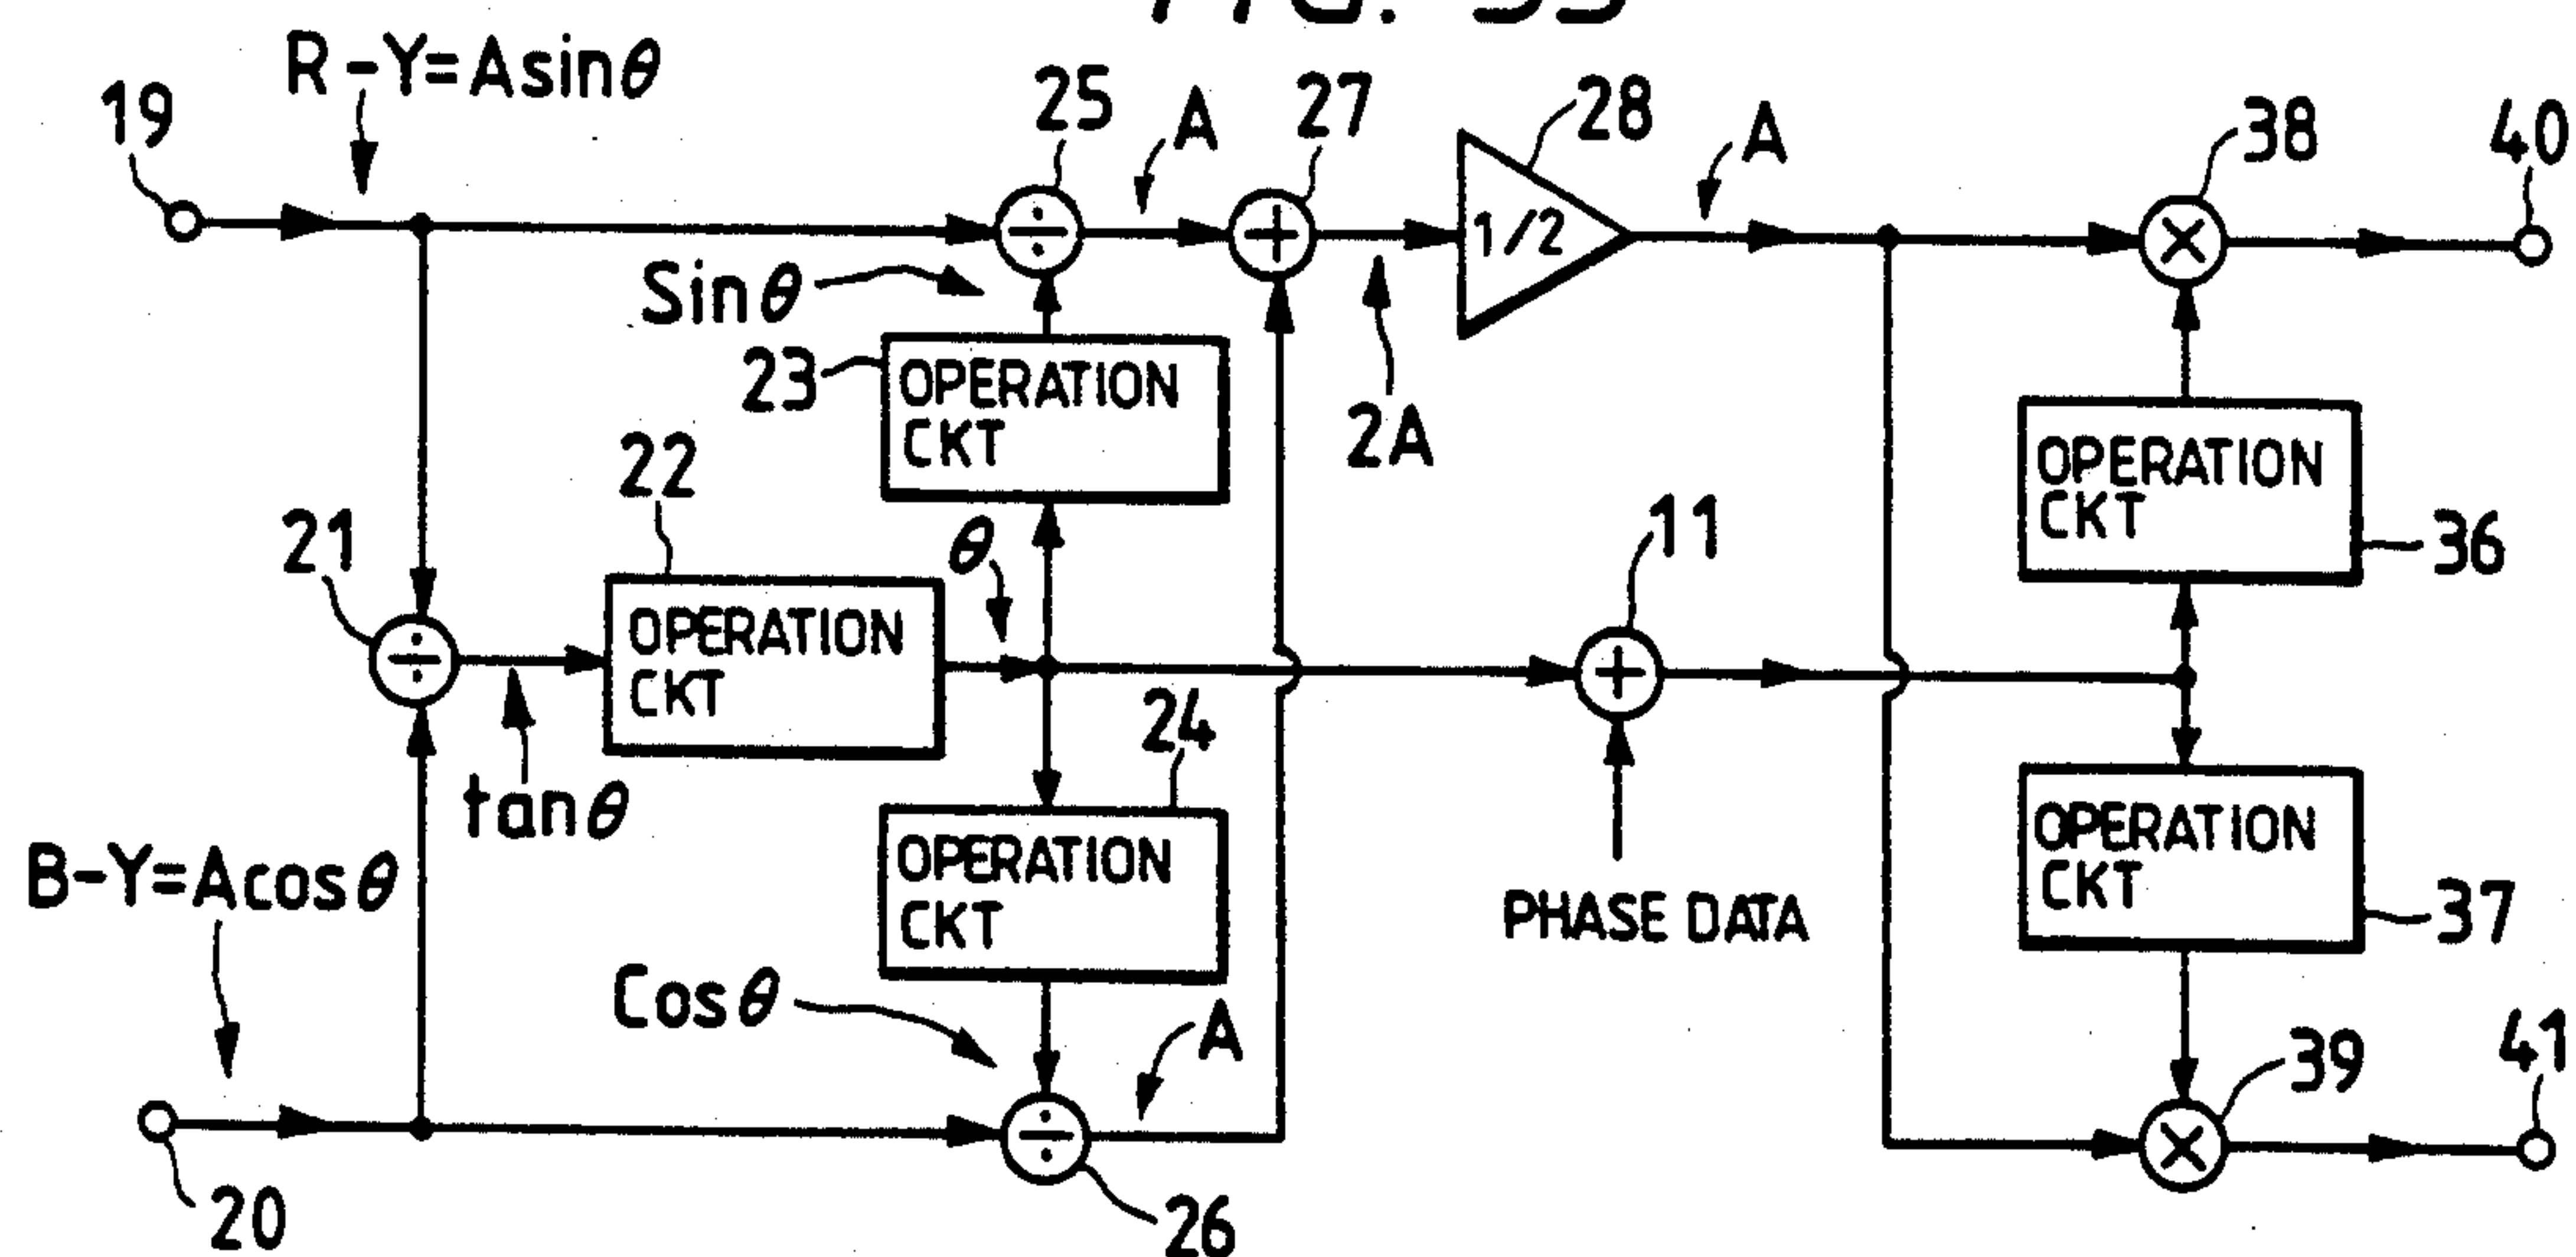 R-Y=Asinθ
19
25
A
27
28
A
38
40
Sinθ
1/2
23
OPERATION
CKT
2A
OPERATION
CKT
36
22
21
θ
11
OPERATION
CKT
tanθ
24
B-Y=Acosθ
OPERATION
CKT
PHASE DATA
OPERATION
CKT
37
Cosθ
A
39
41
20
26